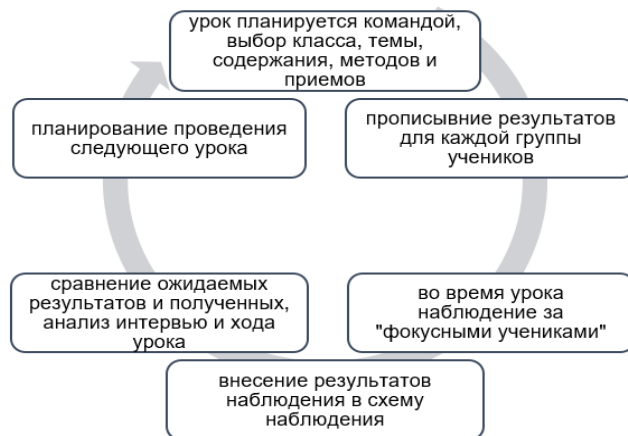 урок планируется командой,
выбор класса, темы,
содержания, методов и
приемов
прописывние результатов
для каждой группы
учеников
во время урока
наблюдение за
"фокусными учениками"
внесение результатов
наблюдения в схему
наблюдения
сравнение ожидаемых
результатов и полученных,
анализ интервью и хода
урока
планирование проведения
следующего урока